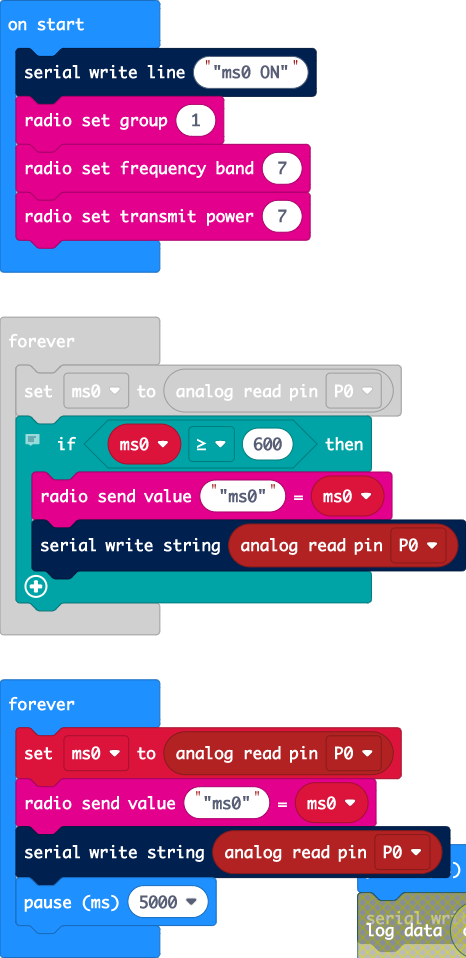 on start
serial write line ""ms0 ON""
radio set group 1
radio set frequency band 7
radio set transmit power 7
forever
set ms0 to analog read pin P0
if ms0 ≥ 600 then
radio send value ""ms0"" = ms0
serial write string analog read pin P0
forever
set ms0 to analog read pin P0
radio send value ""ms0"" = ms0
serial write string analog read pin P0
pause (ms) 5000
)
serial
log data